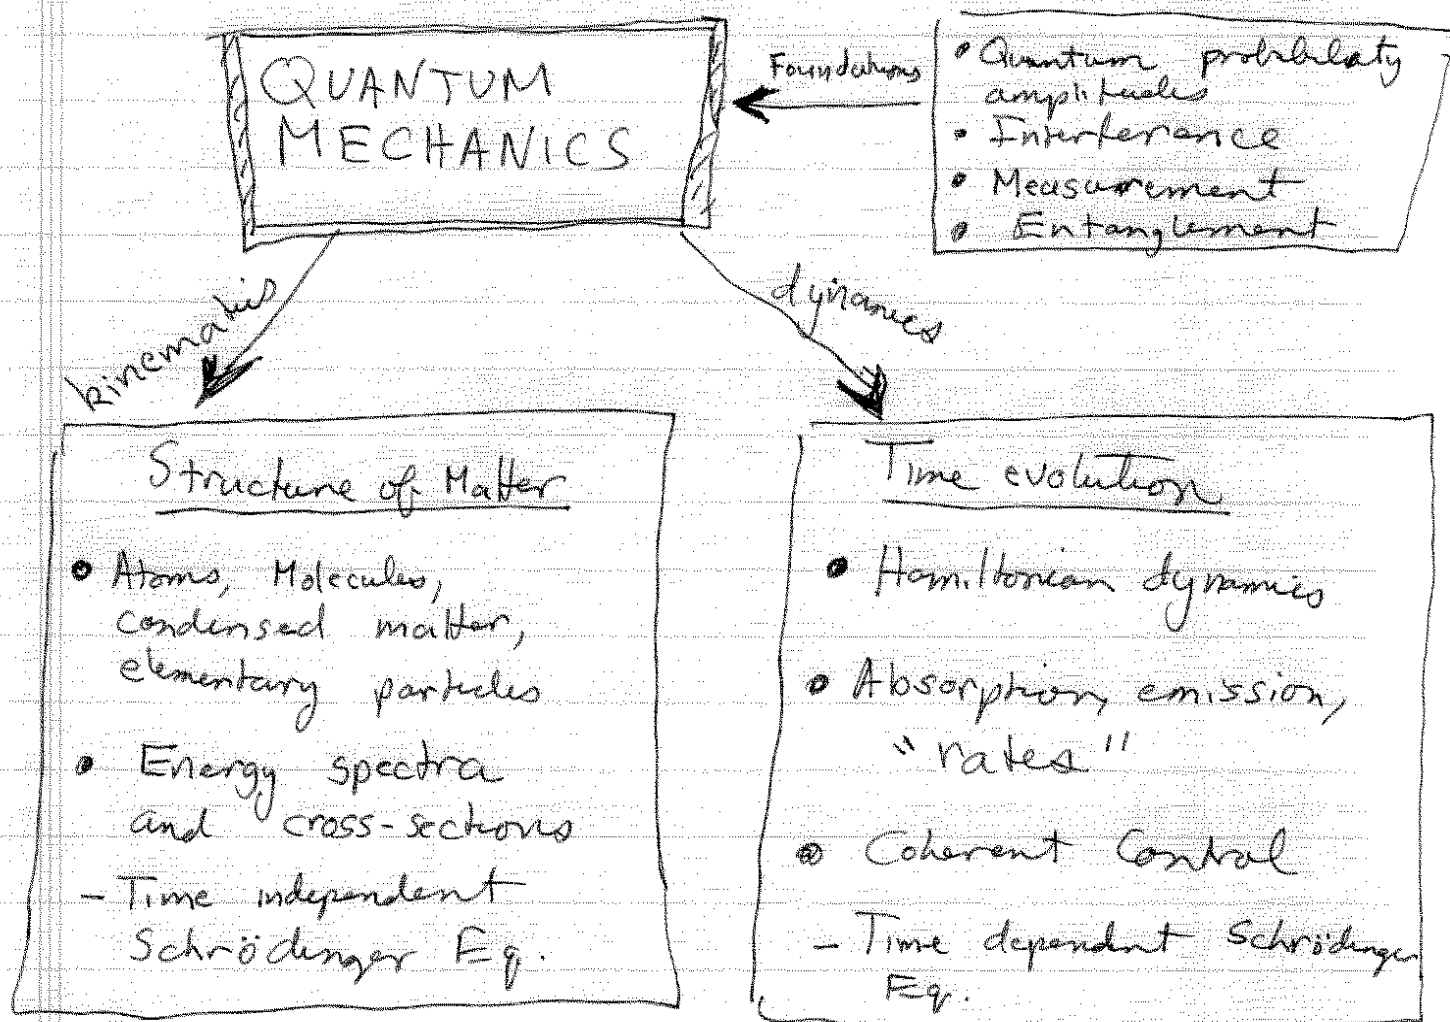 QUANTUM
MECHANICS
Foundations
• Quantum probability
amplitudes
• Interference
• Measurement
• Entanglement
kinematics
dynamics
Structure of Matter
• Atoms, Molecules,
condensed matter,
elementary particles
• Energy spectra
and cross-sections
- Time independent
Schrödinger Eq.
Time evolution
• Hamiltonian dynamics
• Absorption, emission,
"rates"
• Coherent Control
- Time dependent Schrödinger
Eq.